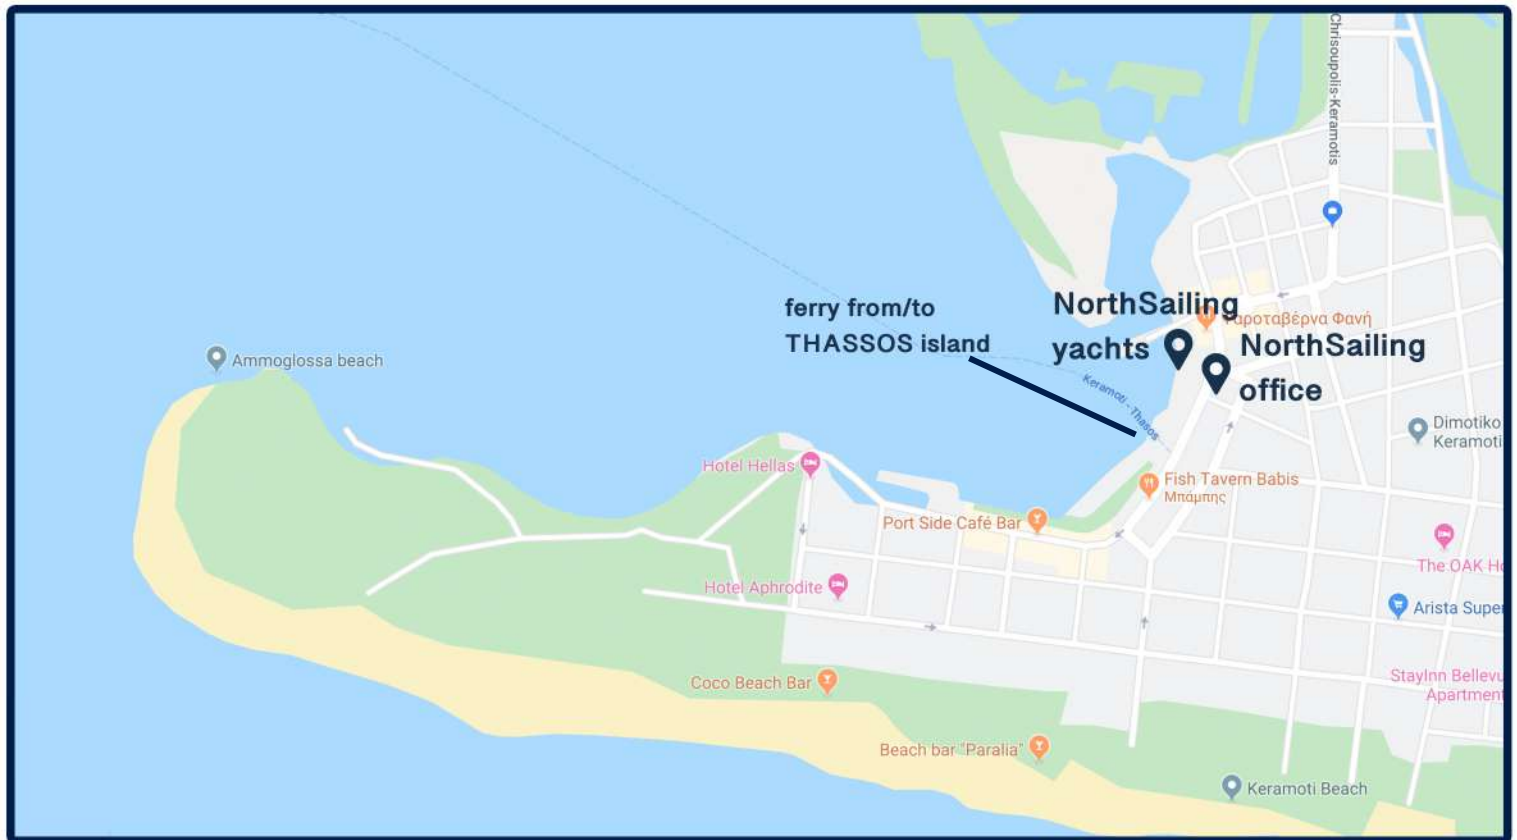 Chrisoupolis-Keramotis
ferry from/to
THASSOS island
NorthSailing
yachts
Ψαροταβέρνα Φανή
NorthSailing
office
Keramoti - Thasos
Ammoglossa beach
Dimotiko
Keramoti
Hotel Hellas
Fish Tavern Babis
Μπάμπης
Port Side Café Bar
The OAK Ho
Hotel Aphrodite
Arista Super
Coco Beach Bar
StayInn Bellevu
Apartment
Beach bar "Paralia"
Keramoti Beach